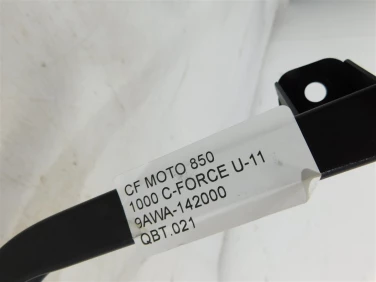 CF MOTO 850
1000 C-FORCE U-11
9AWA-142000
QBT.021